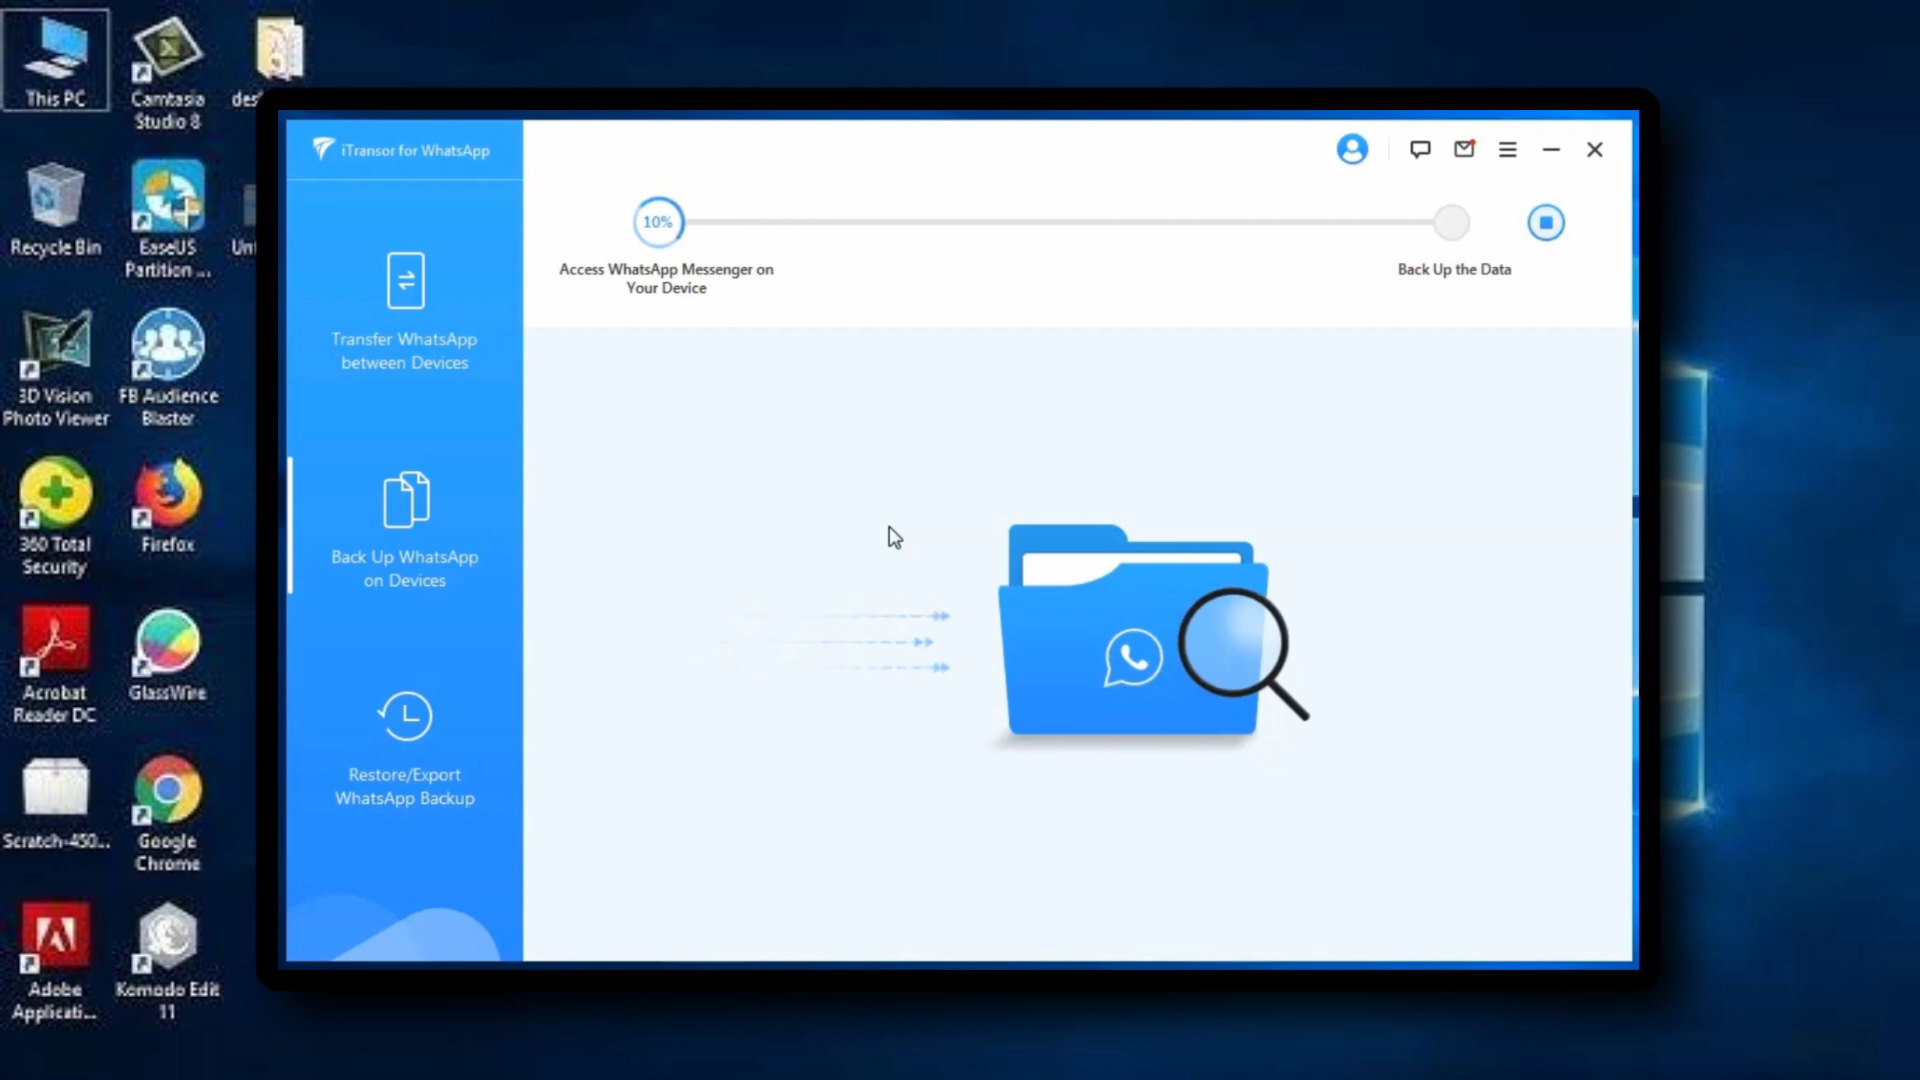 This PC
Camtasia
Studio 8
Recycle Bin
EaseUS
Partition ...
3D Vision
Photo Viewer
FB Audience
Blaster
360 Total
Security
Firefox
Acrobat
Reader DC
GlassWire
Scratch-450...
Google
Chrome
Adobe
Applicati...
Komodo Edit
11
iTransor for WhatsApp
Transfer WhatsApp
between Devices
Back Up WhatsApp
on Devices
Restore/Export
WhatsApp Backup
10%
Access WhatsApp Messenger on
Your Device
Back Up the Data